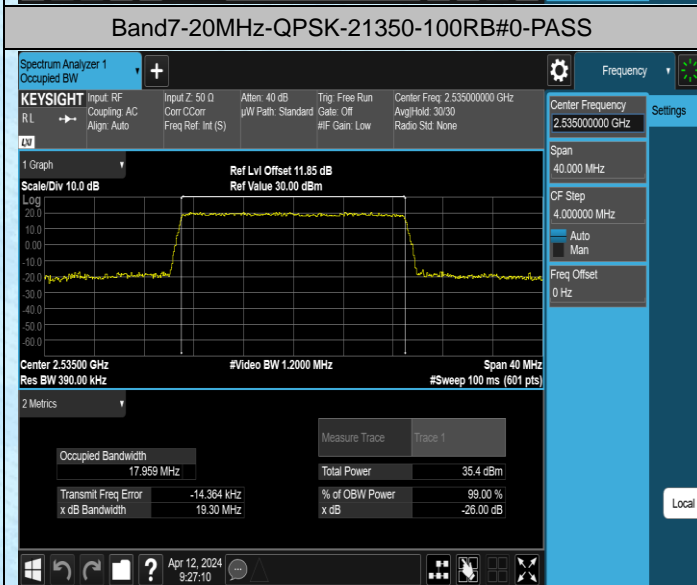 Band7-20MHz-QPSK-21350-100RB#0-PASS
Spectrum Analyzer 1
Occupied BW
+
Frequency
KEYSIGHT
Input: RF
Input Z: 50 Ω
Atten: 40 dB
Trig: Free Run
Center Freq: 2.535000000 GHz
RL
Coupling: AC
Corr CCorr
µW Path: Standard
Gate: Off
Avg|Hold: 30/30
Align: Auto
Freq Ref: Int (S)
#IF Gain: Low
Radio Std: None
LXI
Center Frequency
2.535000000 GHz
Settings
Span
40.000 MHz
CF Step
4.000000 MHz
Auto
Man
Freq Offset
0 Hz
1 Graph
Ref Lvl Offset 11.85 dB
Scale/Div 10.0 dB
Ref Value 30.00 dBm
Log
20.0
10.0
0.00
-10.0
-20.0
-30.0
-40.0
-50.0
-60.0
Center 2.53500 GHz
#Video BW 1.2000 MHz
Span 40 MHz
Res BW 390.00 kHz
#Sweep 100 ms (601 pts)
2 Metrics
Measure Trace
Trace 1
Occupied Bandwidth
17.959 MHz
Total Power
35.4 dBm
Transmit Freq Error
-14.364 kHz
% of OBW Power
99.00 %
x dB Bandwidth
19.30 MHz
x dB
-26.00 dB
Local
?
Apr 12, 2024
9:27:10